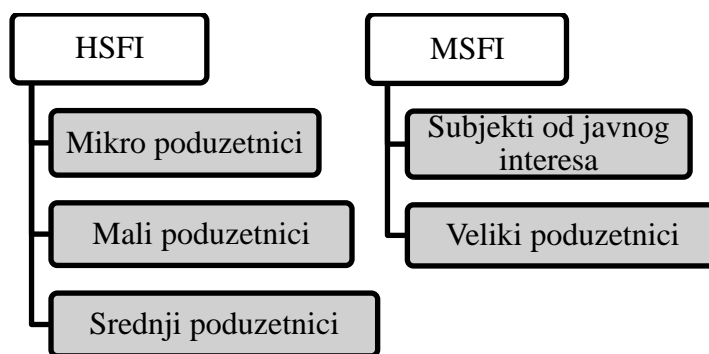 HSFI
Mikro poduzetnici
Mali poduzetnici
Srednji poduzetnici
MSFI
Subjekti od javnog
interesa
Veliki poduzetnici